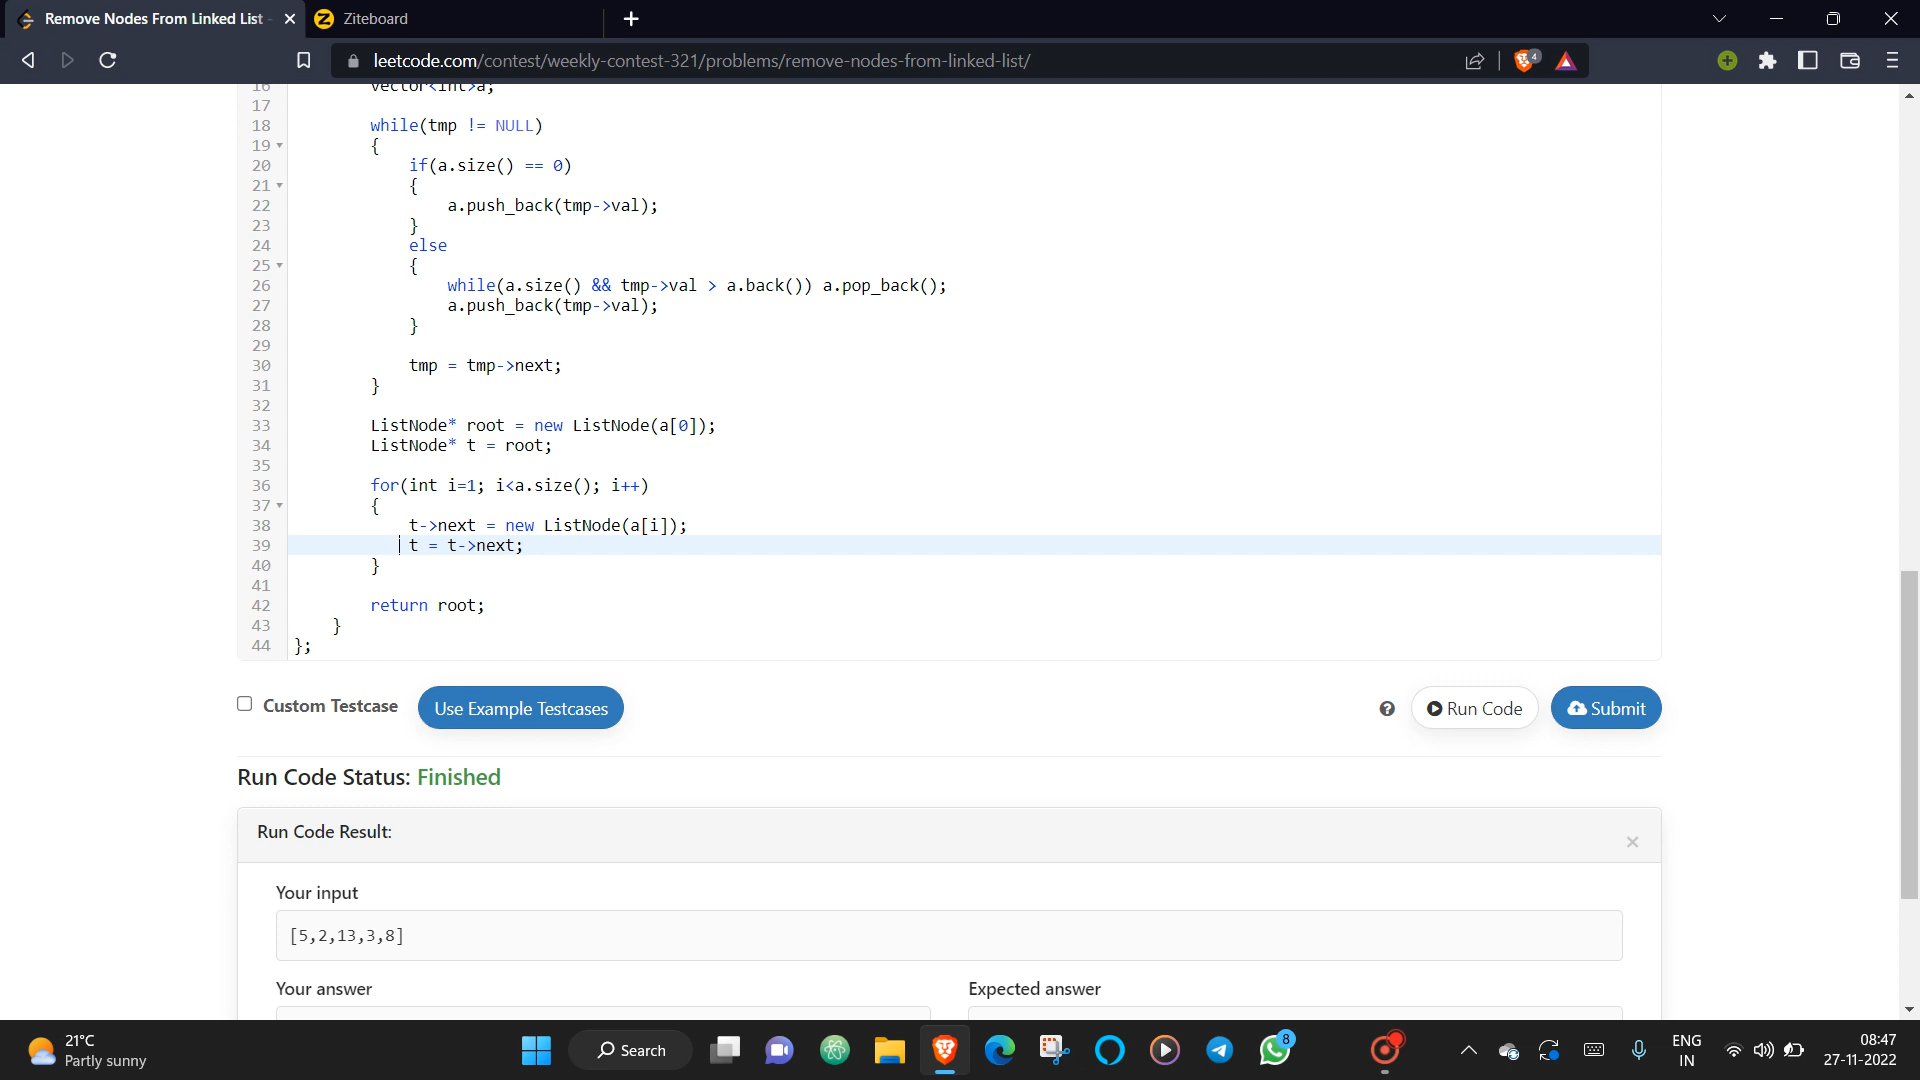 Remove Nodes From Linked List -
Ziteboard
leetcode.com/contest/weekly-contest-321/problems/remove-nodes-from-linked-list/
4
16 vector<int>a;
17
18 while(tmp != NULL)
19 {
20 if(a.size() == 0)
21 {
22 a.push_back(tmp->val);
23 }
24 else
25 {
26 while(a.size() && tmp->val > a.back()) a.pop_back();
27 a.push_back(tmp->val);
28 }
29
30 tmp = tmp->next;
31 }
32
33 ListNode* root = new ListNode(a[0]);
34 ListNode* t = root;
35
36 for(int i=1; i<a.size(); i++)
37 {
38 t->next = new ListNode(a[i]);
39 t = t->next;
40 }
41
42 return root;
43 }
44 };
Custom Testcase Use Example Testcases Run Code Submit
Run Code Status: Finished
Run Code Result:
Your input
[5,2,13,3,8]
Your answer Expected answer
21°C
Partly sunny
Search
8
ENG
IN
08:47
27-11-2022